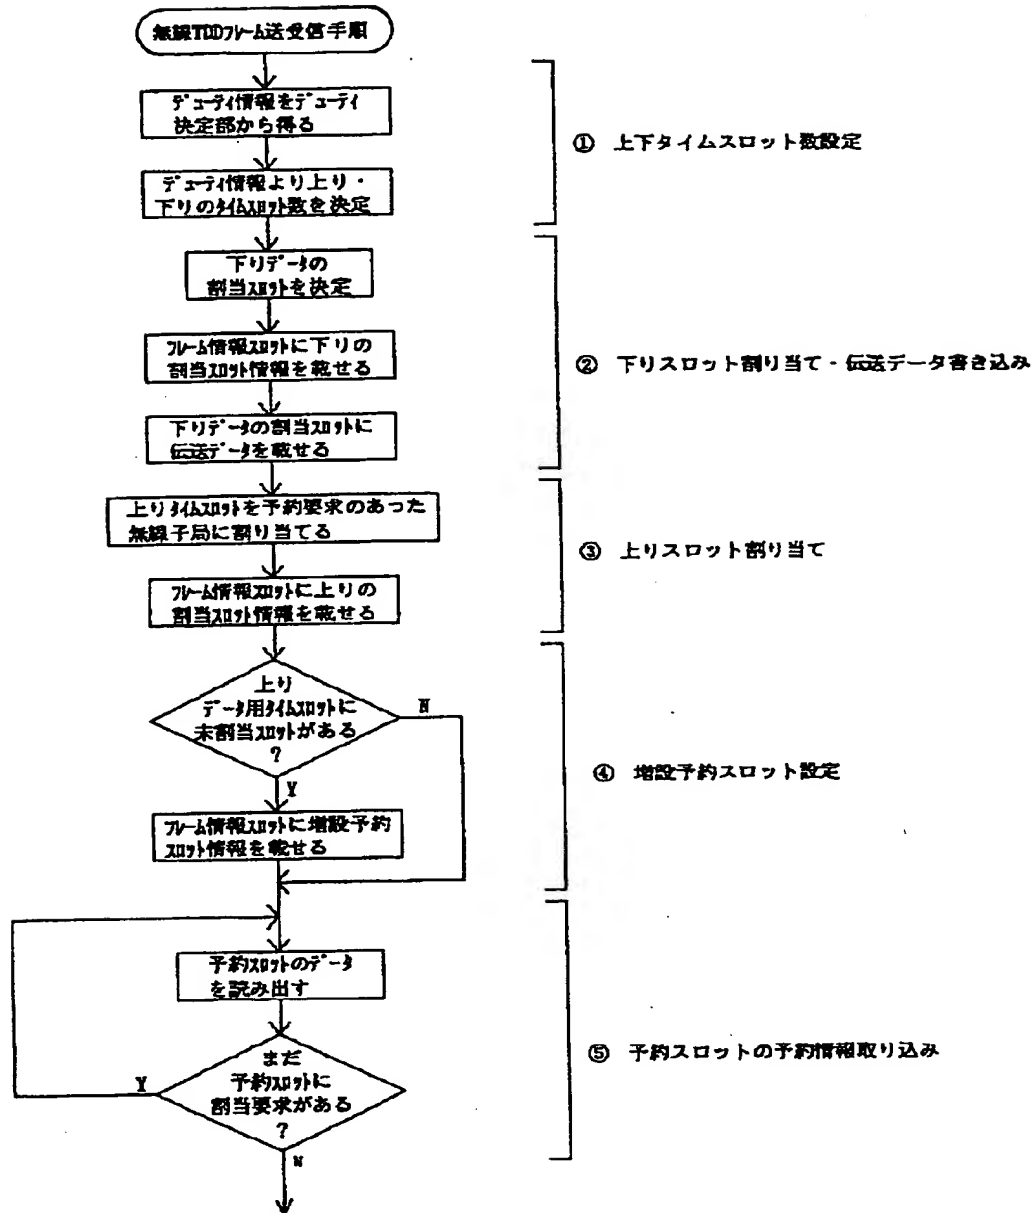 無線TDDフレーム送受信手順
デューティ情報をデューティ
決定部から得る
① 上下タイムスロット数設定
デューティ情報より上り・
下りのタイムスロット数を決定
下りデータの
割当スロットを決定
フレーム情報スロットに下りの
割当スロット情報を載せる
② 下りスロット割り当て・伝送データ書き込み
下りデータの割当スロットに
伝送データを載せる
上りタイムスロットを予約要求のあった
無線子局に割り当てる
③ 上りスロット割り当て
フレーム情報スロットに上りの
割当スロット情報を載せる
上り
データ用タイムスロットに
未割当スロットがある
?
N
Y
④ 増設予約スロット設定
フレーム情報スロットに増設予約
スロット情報を載せる
予約スロットのデータ
を読み出す
⑤ 予約スロットの予約情報取り込み
まだ
予約スロットに
割当要求がある
?
Y
N